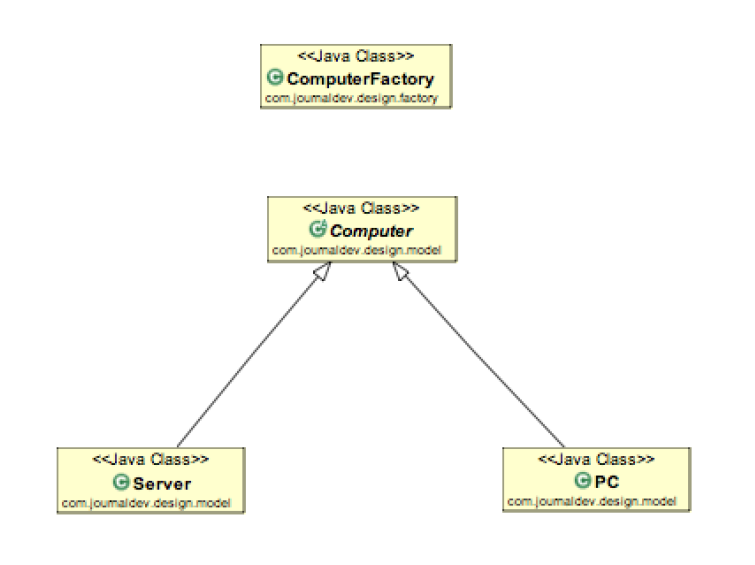 <<Java Class>>
ComputerFactory
com.journaldev.design.factory
<<Java Class>>
Computer
com.journaldev.design.model
<<Java Class>>
Server
com.journaldev.design.model
<<Java Class>>
PC
com.journaldev.design.model